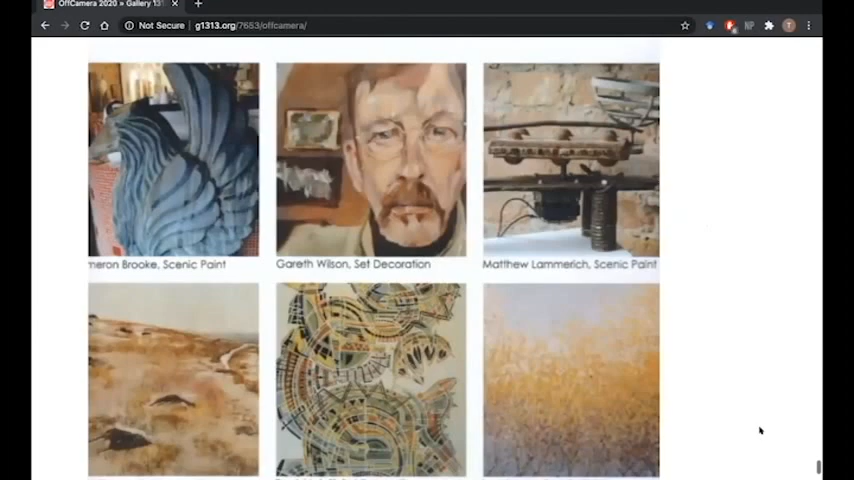 OffCamera 2020 » Gallery 131
Not Secure
g1313.org/7653/offcamera/
NP
T
meron Brooke, Scenic Paint
Gareth Wilson, Set Decoration
Matthew Lammerich, Scenic Paint